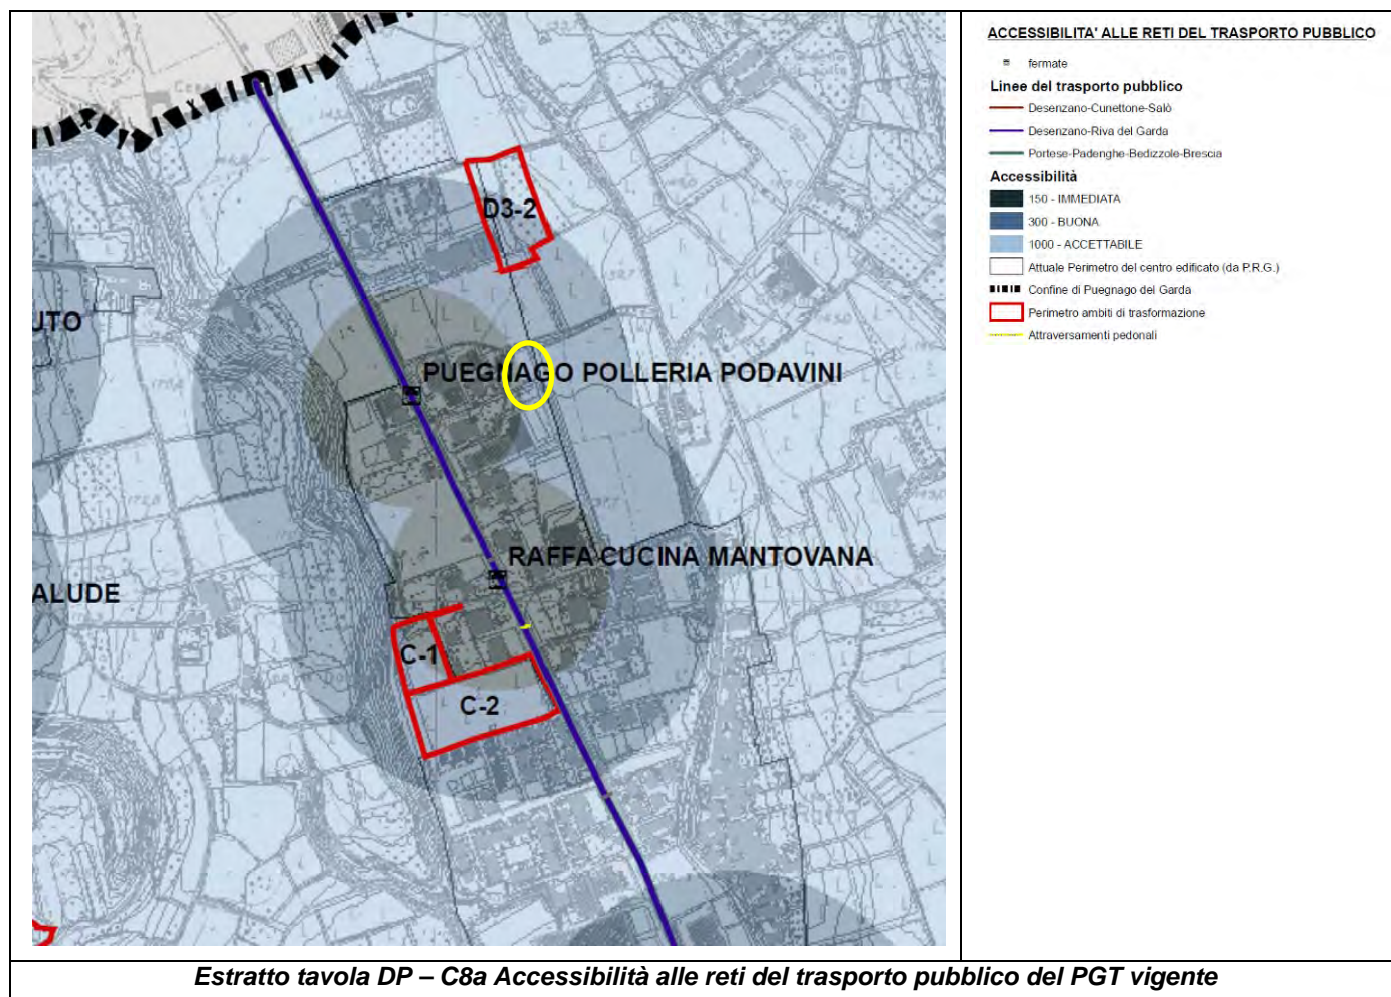 D3-2
UTO
PUEGNAGO POLLERIA PODAVINI
RAFFA CUCINA MANTOVANA
ALUDE
C-1
C-2
ACCESSIBILITA' ALLE RETI DEL TRASPORTO PUBBLICO
fermate
Linee del trasporto pubblico
Desenzano-Cunettone-Salò
Desenzano-Riva del Garda
Portese-Padenghe-Bedizzole-Brescia
Accessibilità
150 - IMMEDIATA
300 - BUONA
1000 - ACCETTABILE
Attuale Perimetro del centro edificato (da P.R.G.)
Confine di Puegnago del Garda
Perimetro ambiti di trasformazione
Attraversamenti pedonali
Estratto tavola DP – C8a Accessibilità alle reti del trasporto pubblico del PGT vigente